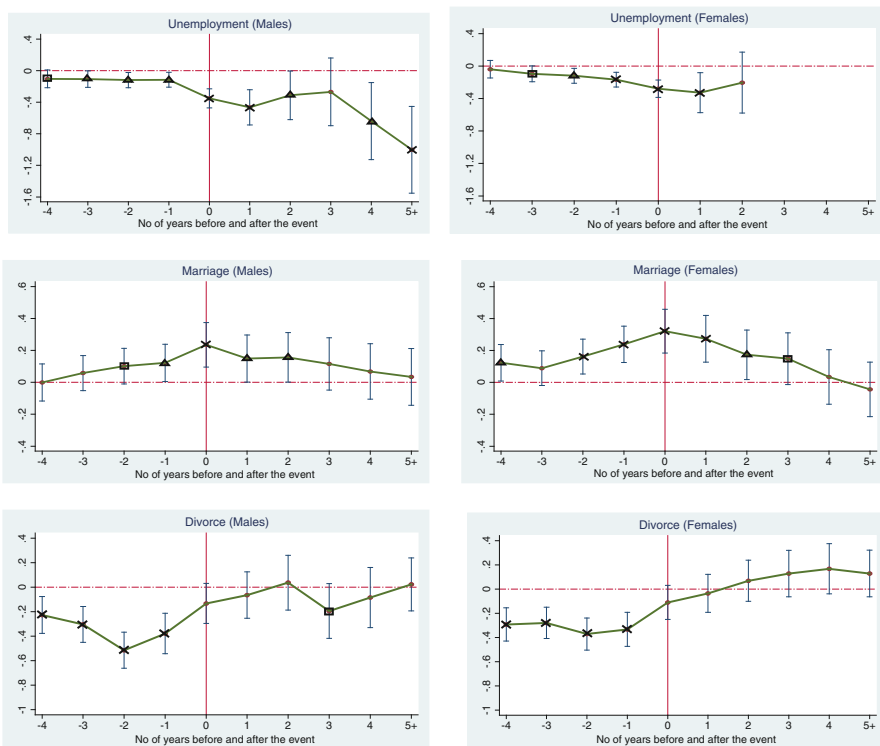 Unemployment (Males)
.4
0
-.4
-.8
-1.2
-1.6
-4 -3 -2 -1 0 1 2 3 4 5+
No of years before and after the event
Unemployment (Females)
.4
0
-.4
-.8
-1.2
-1.6
-4 -3 -2 -1 0 1 2 3 4 5+
No of years before and after the event
Marriage (Males)
.6
.4
.2
0
-.2
-.4
-4 -3 -2 -1 0 1 2 3 4 5+
No of years before and after the event
Marriage (Females)
.6
.4
.2
0
-.2
-.4
-4 -3 -2 -1 0 1 2 3 4 5+
No of years before and after the event
Divorce (Males)
.4
.2
0
-.2
-.4
-.6
-.8
-1
-4 -3 -2 -1 0 1 2 3 4 5+
No of years before and after the event
Divorce (Females)
.4
.2
0
-.2
-.4
-.6
-.8
-1
-4 -3 -2 -1 0 1 2 3 4 5+
No of years before and after the event